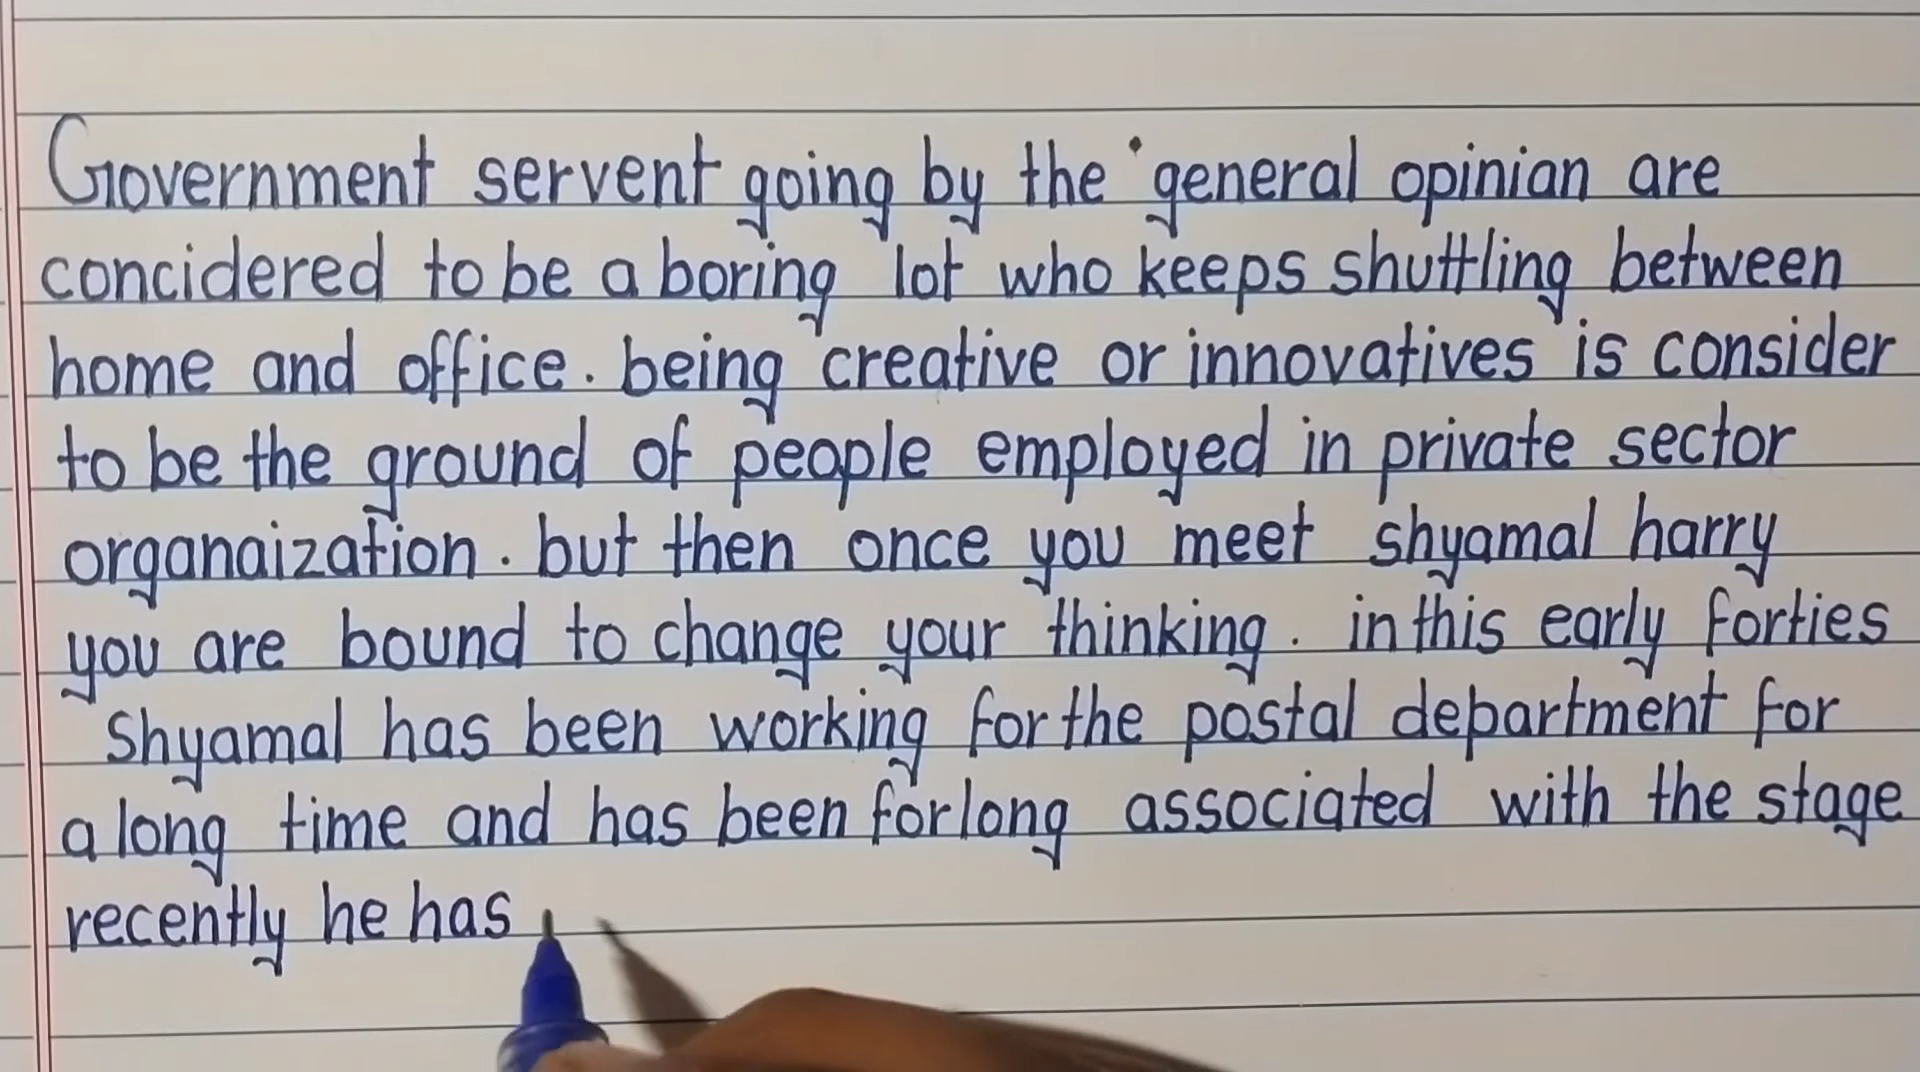 Government servent going by the general opinian are
concidered to be a boring lot who keeps shuttling between
home and office. being creative or innovatives is consider
to be the ground of people employed in private sector
organaization. but then once you meet shyamal harry
you are bound to change your thinking. in this early forties
Shyamal has been working for the postal department for
a long time and has been for long associated with the stage
recently he has